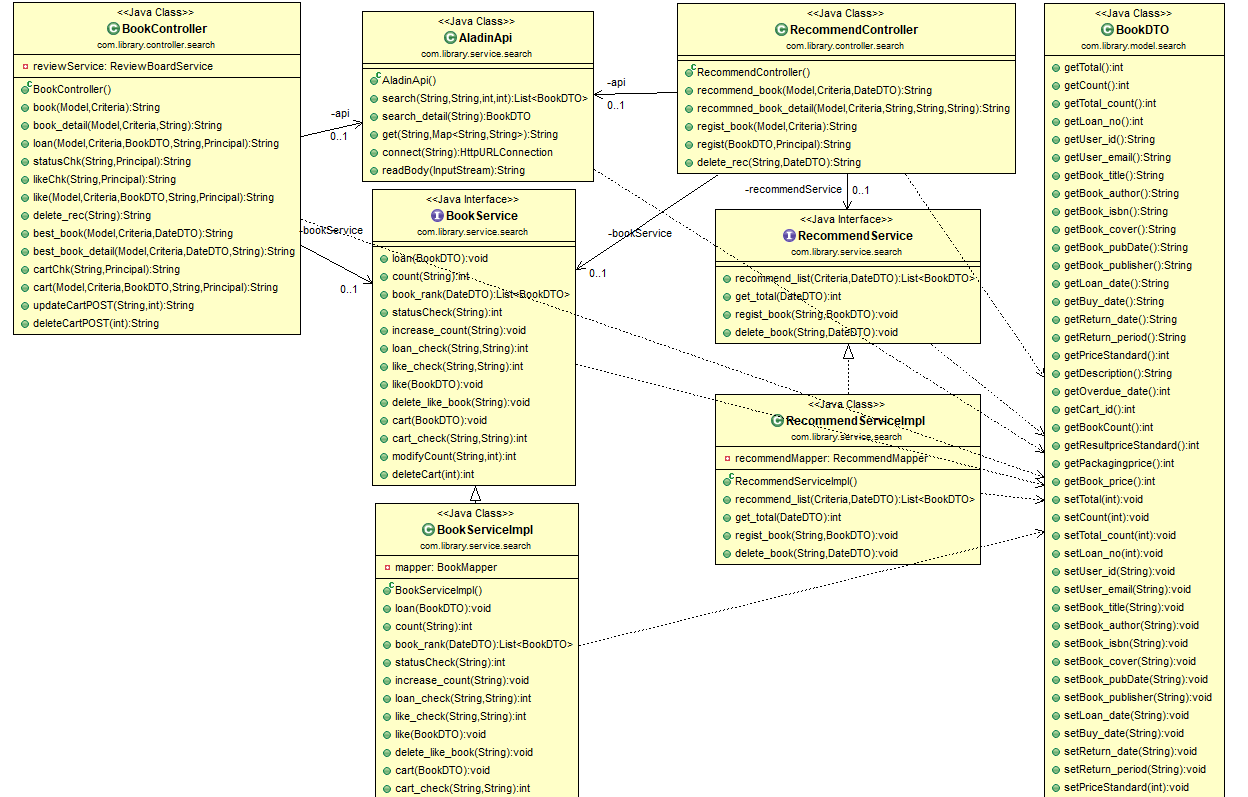 <<Java Class>>
BookController
com.library.controller.search
reviewService: ReviewBoardService
BookController()
book(Model,Criteria):String
book_detail(Model,Criteria,String):String
loan(Model,Criteria,BookDTO,String,Principal):String
statusChk(String,Principal):String
likeChk(String,Principal):String
like(Model,Criteria,BookDTO,String,Principal):String
delete_rec(String):String
best_book(Model,Criteria,DateDTO):String
best_book_detail(Model,Criteria,DateDTO,String):String
cartChk(String,Principal):String
cart(Model,Criteria,BookDTO,String,Principal):String
updateCartPOST(String,int):String
deleteCartPOST(int):String
-api
0..1
-bookService
0..1
<<Java Class>>
AladinApi
com.library.service.search
AladinApi()
search(String,String,int,int):List<BookDTO>
search_detail(String):BookDTO
get(String,Map<String,String>):String
connect(String):HttpURLConnection
readBody(InputStream):String
<<Java Interface>>
BookService
com.library.service.search
loan(BookDTO):void
count(String):int
book_rank(DateDTO):List<BookDTO>
statusCheck(String):int
increase_count(String):void
loan_check(String,String):int
like_check(String,String):int
like(BookDTO):void
delete_like_book(String):void
cart(BookDTO):void
cart_check(String,String):int
modifyCount(String,int):int
deleteCart(int):int
<<Java Class>>
BookServiceImpl
com.library.service.search
mapper: BookMapper
BookServiceImpl()
loan(BookDTO):void
count(String):int
book_rank(DateDTO):List<BookDTO>
statusCheck(String):int
increase_count(String):void
loan_check(String,String):int
like_check(String,String):int
like(BookDTO):void
delete_like_book(String):void
cart(BookDTO):void
cart_check(String,String):int
-api
0..1
-bookService
0..1
<<Java Class>>
RecommendController
com.library.controller.search
RecommendController()
recommend_book(Model,Criteria,DateDTO):String
recommned_book_detail(Model,Criteria,String,String,String):String
regist_book(Model,Criteria):String
regist(BookDTO,Principal):String
delete_rec(String,DateDTO):String
-recommendService
0..1
<<Java Interface>>
RecommendService
com.library.service.search
recommend_list(Criteria,DateDTO):List<BookDTO>
get_total(DateDTO):int
regist_book(String,BookDTO):void
delete_book(String,DateDTO):void
<<Java Class>>
RecommendServiceImpl
com.library.service.search
recommendMapper: RecommendMapper
RecommendServiceImpl()
recommend_list(Criteria,DateDTO):List<BookDTO>
get_total(DateDTO):int
regist_book(String,BookDTO):void
delete_book(String,DateDTO):void
<<Java Class>>
BookDTO
com.library.model.search
getTotal():int
getCount():int
getTotal_count():int
getLoan_no():int
getUser_id():String
getUser_email():String
getBook_title():String
getBook_author():String
getBook_isbn():String
getBook_cover():String
getBook_pubDate():String
getBook_publisher():String
getLoan_date():String
getBuy_date():String
getReturn_date():String
getReturn_period():String
getPriceStandard():int
getDescription():String
getOverdue_date():int
getCart_id():int
getBookCount():int
getResultpriceStandard():int
getPackagingprice():int
getBook_price():int
setTotal(int):void
setCount(int):void
setTotal_count(int):void
setLoan_no(int):void
setUser_id(String):void
setUser_email(String):void
setBook_title(String):void
setBook_author(String):void
setBook_isbn(String):void
setBook_cover(String):void
setBook_pubDate(String):void
setBook_publisher(String):void
setLoan_date(String):void
setBuy_date(String):void
setReturn_date(String):void
setReturn_period(String):void
setPriceStandard(int):void